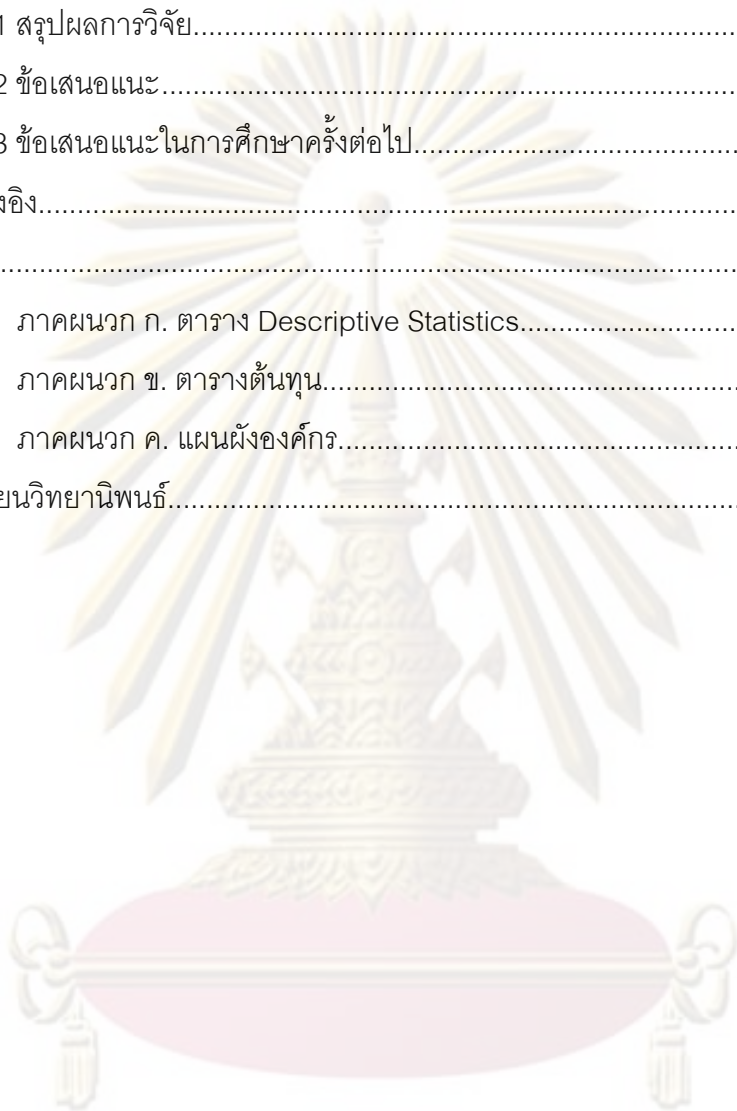 1 สรุปผลการวิจัย...........................................................................
2 ข้อเสนอแนะ...............................................................................
3 ข้อเสนอแนะในการศึกษาครั้งต่อไป..............................................
งอิง.................................................................................................
......................................................................................................
ภาคผนวก ก. ตาราง Descriptive Statistics............................
ภาคผนวก ข. ตารางต้นทุน......................................................
ภาคผนวก ค. แผนผังองค์กร....................................................
ยนวิทยานิพนธ์................................................................................